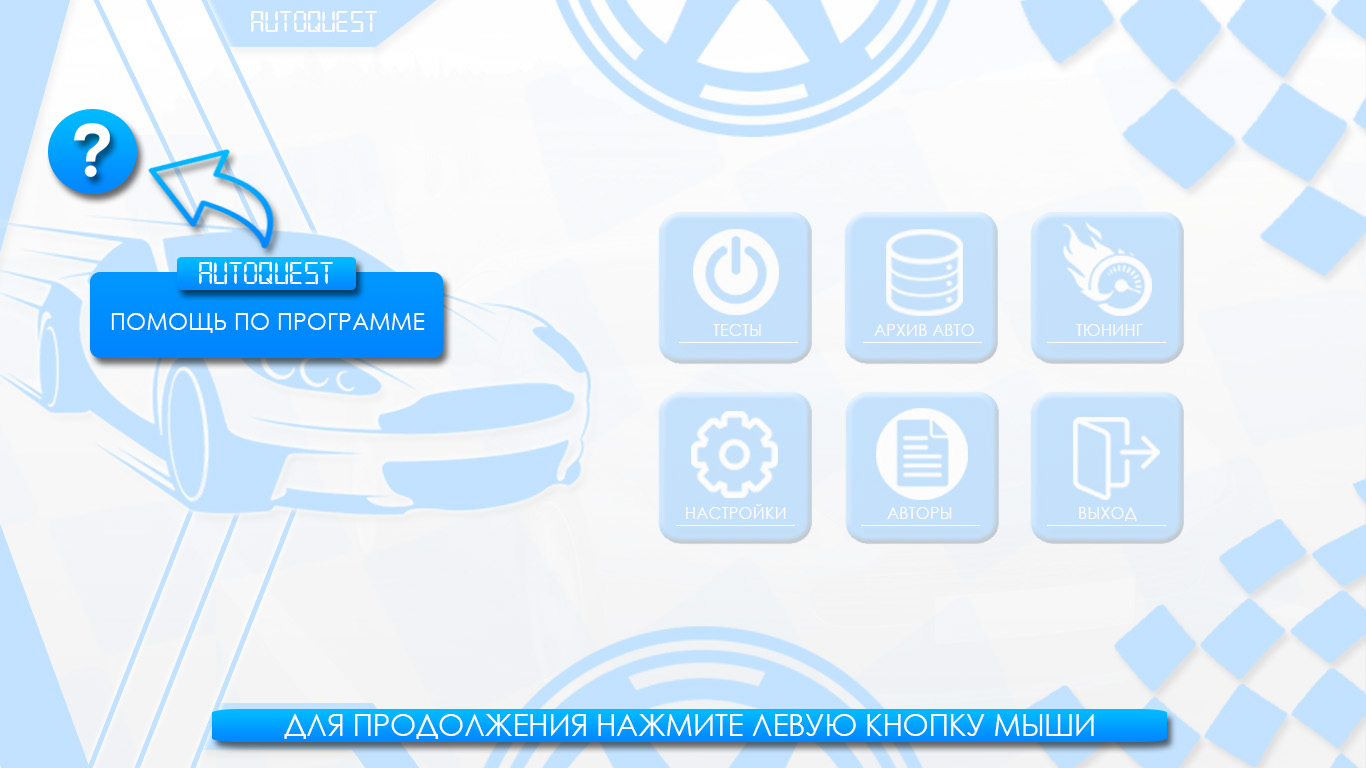 AUTOQUEST
?
AUTOQUEST
ПОМОЩЬ ПО ПРОГРАММЕ
ТЕСТЫ
АРХИВ АВТО
ТЮНИНГ
НАСТРОЙКИ
АВТОРЫ
ВЫХОД
ДЛЯ ПРОДОЛЖЕНИЯ НАЖМИТЕ ЛЕВУЮ КНОПКУ МЫШИ